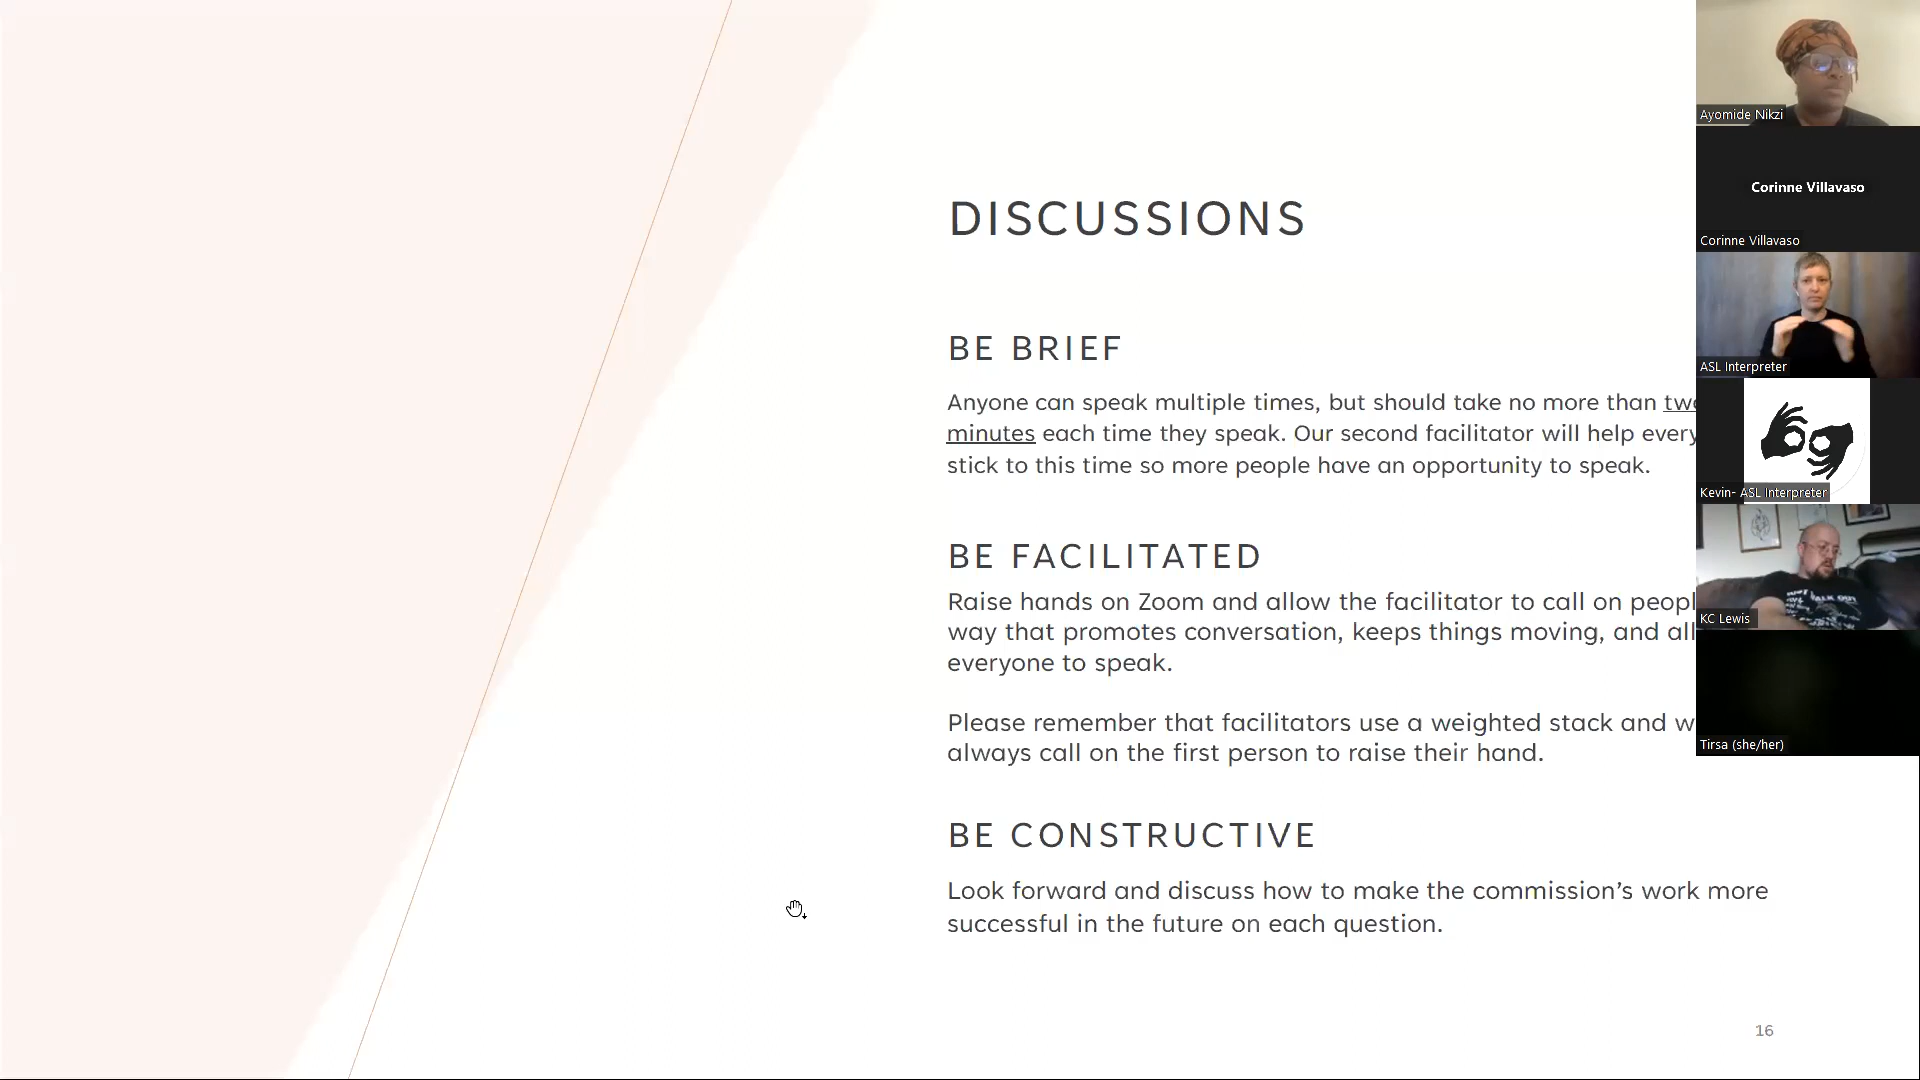 DISCUSSIONS
BE BRIEF
Anyone can speak multiple times, but should take no more than two
minutes each time they speak. Our second facilitator will help every
stick to this time so more people have an opportunity to speak.
BE FACILITATED
Raise hands on Zoom and allow the facilitator to call on peopl
way that promotes conversation, keeps things moving, and all
everyone to speak.
Please remember that facilitators use a weighted stack and w
always call on the first person to raise their hand.
BE CONSTRUCTIVE
Look forward and discuss how to make the commission’s work more
successful in the future on each question.
16
Ayomide Nikzi
Corinne Villavaso
Corinne Villavaso
ASL Interpreter
Kevin- ASL Interpreter
KC Lewis
Tirsa (she/her)